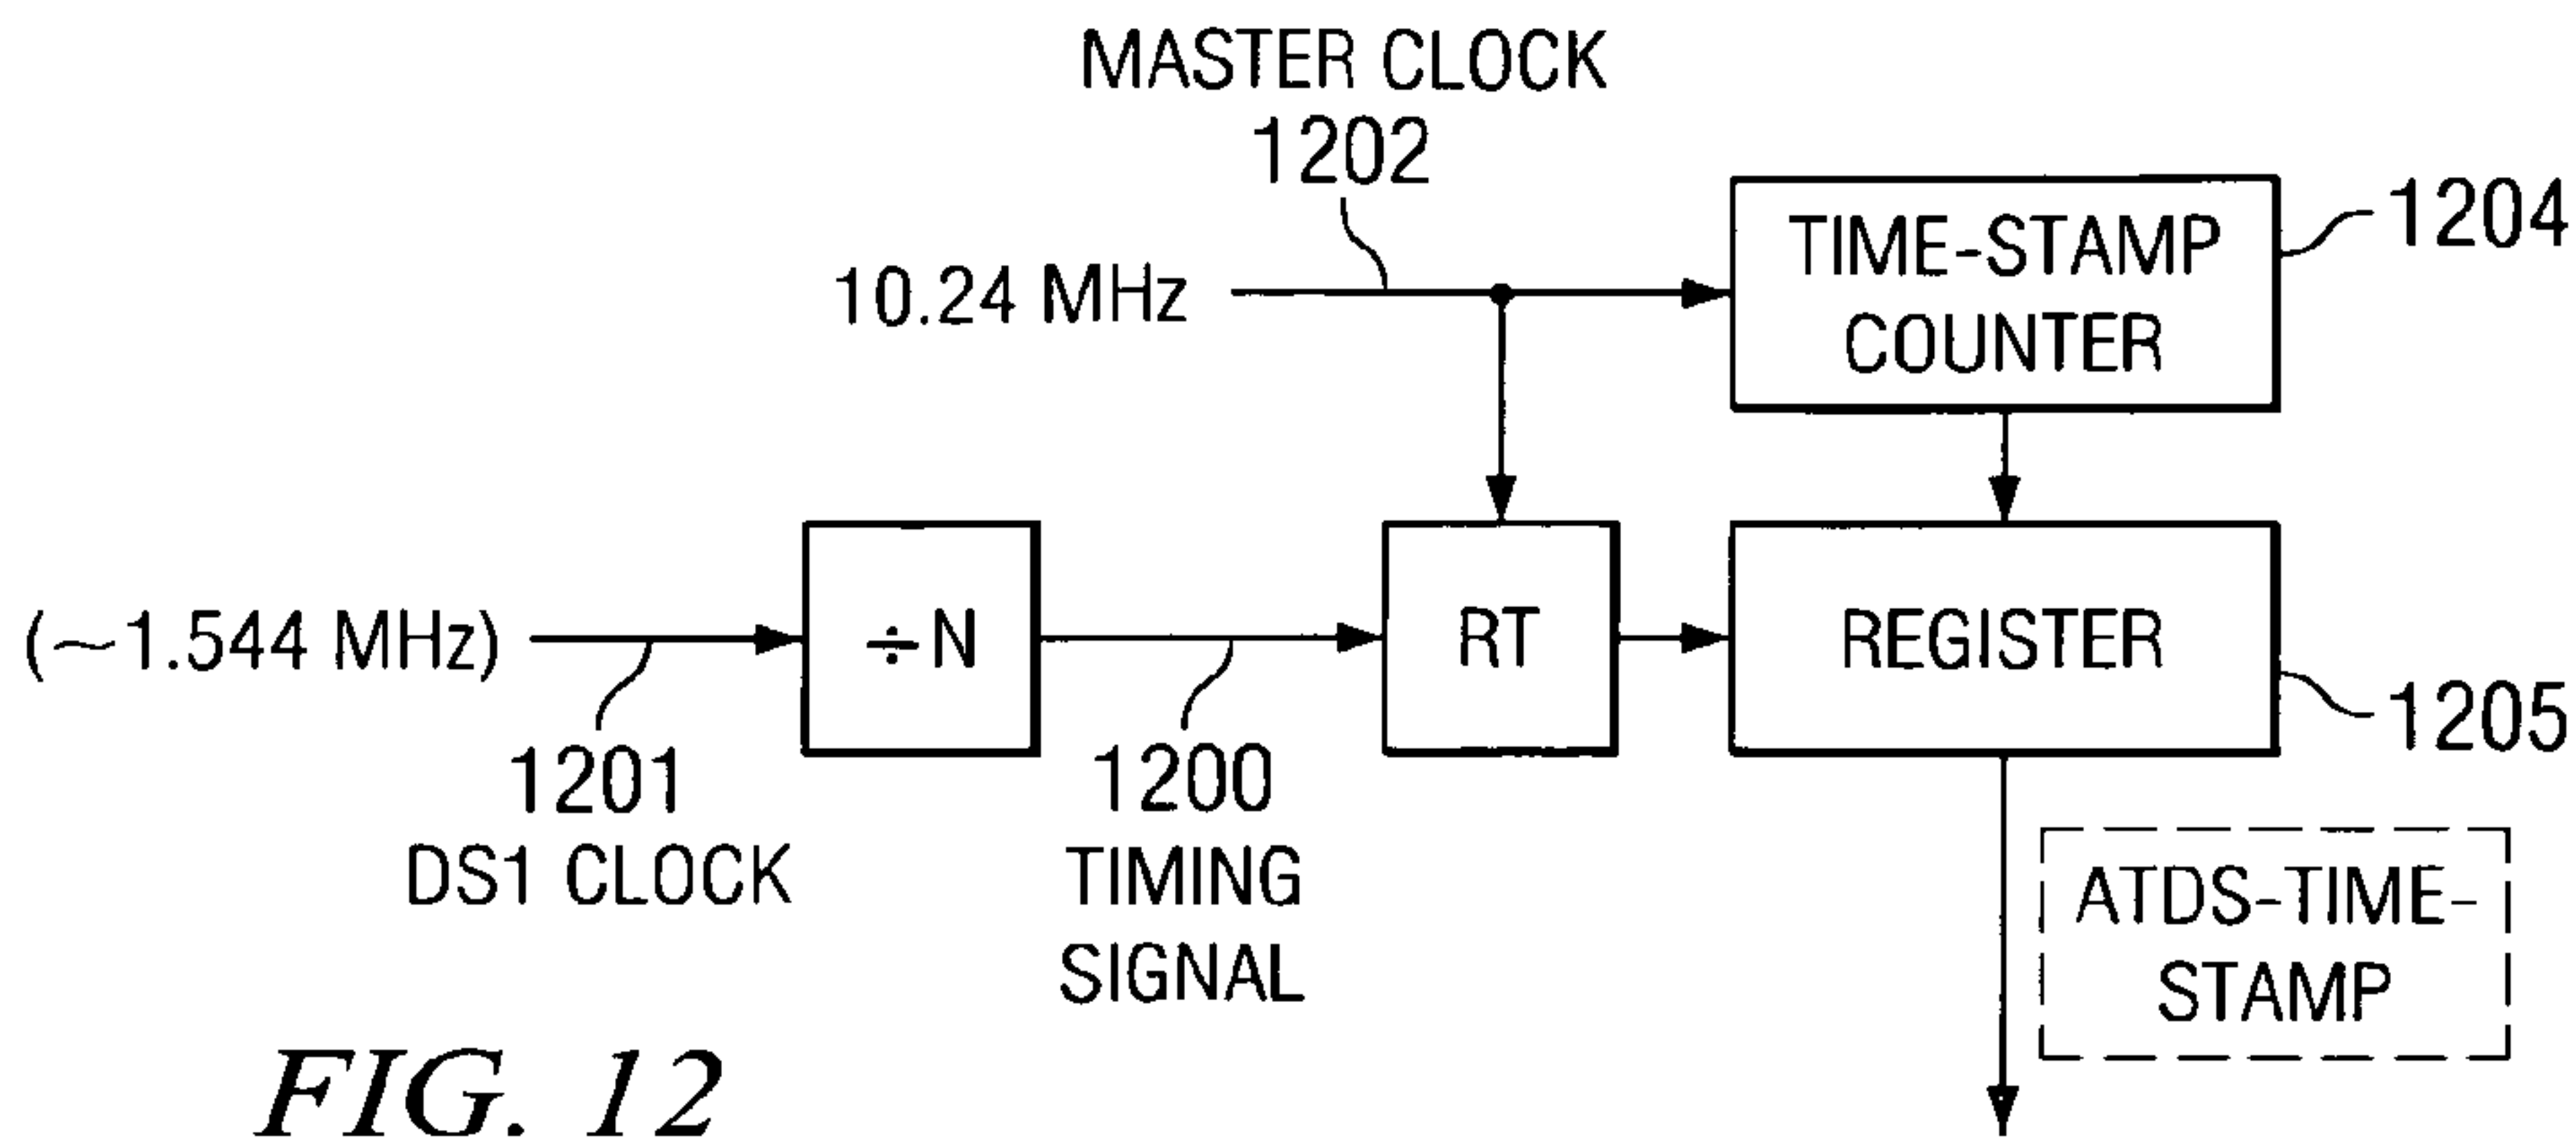 MASTER CLOCK
1202
10.24 MHz
TIME-STAMP
COUNTER
1204
(~1.544 MHz)
÷N
RT
REGISTER
1205
1201
DS1 CLOCK
1200
TIMING
SIGNAL
ATDS-TIME-
STAMP
FIG. 12